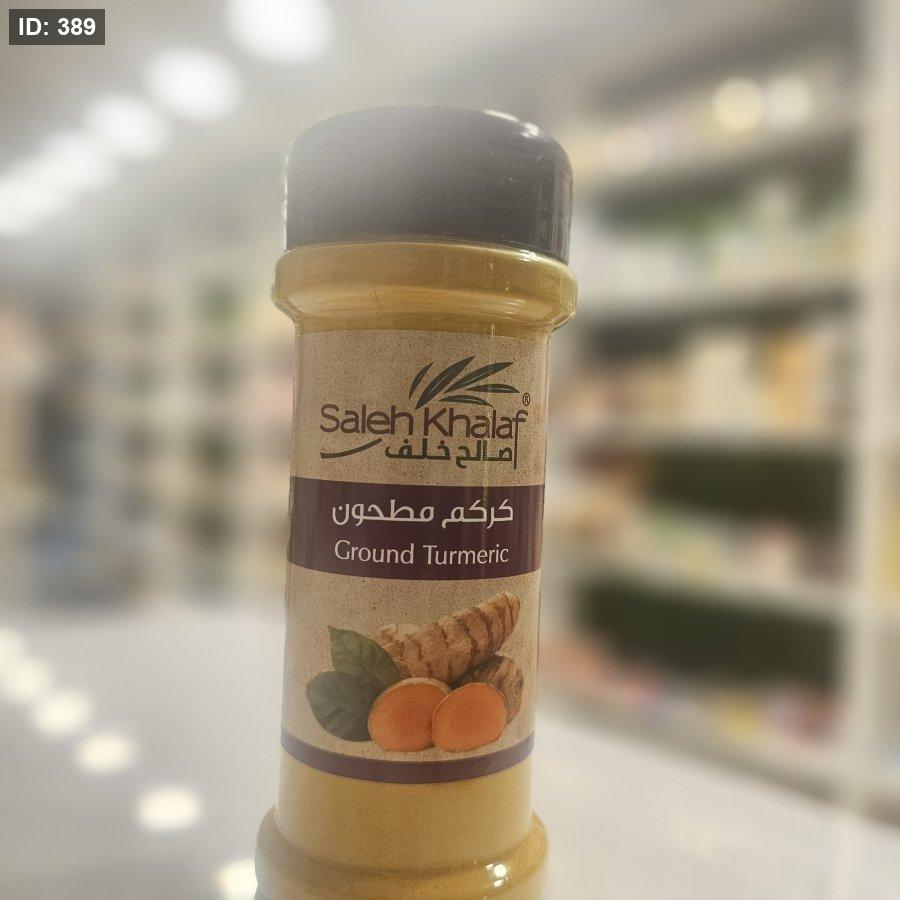 ID: 389
Saleh Khalaf®
صالح خلف
كركم مطحون
Ground Turmeric